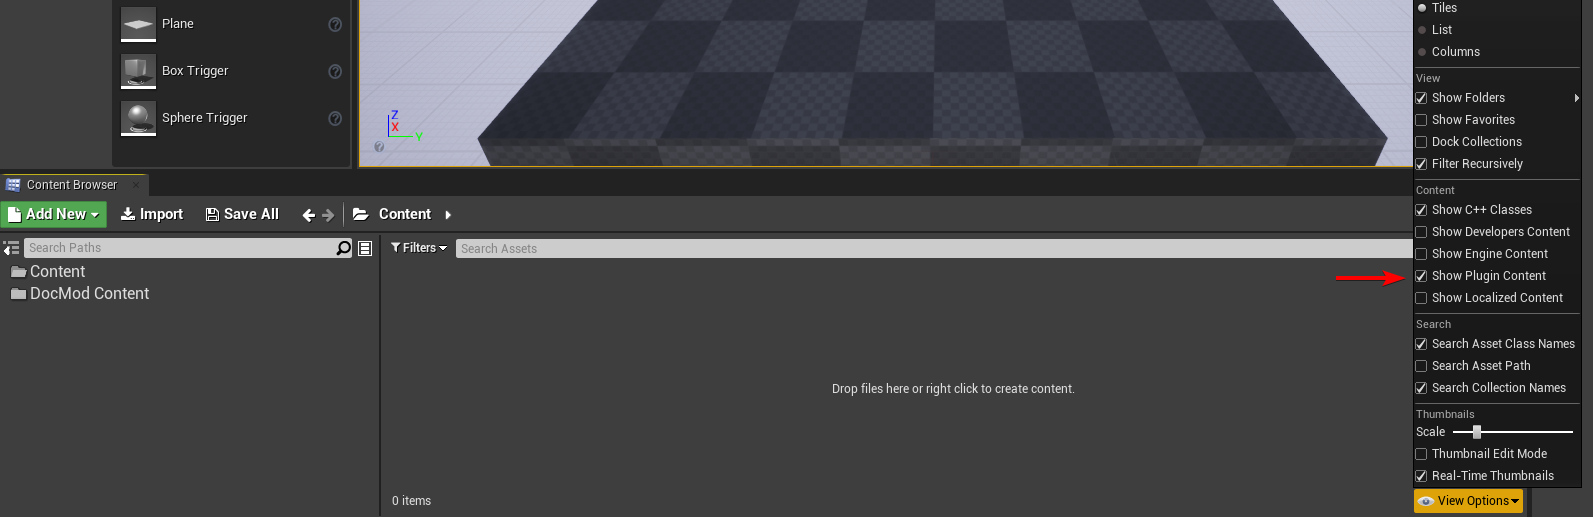 Plane
Box Trigger
Sphere Trigger
Z
X
Y
Content Browser
Add New
Import
Save All
Content
Search Paths
Content
DocMod Content
Filters
Search Assets
Drop files here or right click to create content.
0 items
Tiles
List
Columns
View
Show Folders
Show Favorites
Dock Collections
Filter Recursively
Content
Show C++ Classes
Show Developers Content
Show Engine Content
Show Plugin Content
Show Localized Content
Search
Search Asset Class Names
Search Asset Path
Search Collection Names
Thumbnails
Scale
Thumbnail Edit Mode
Real-Time Thumbnails
View Options